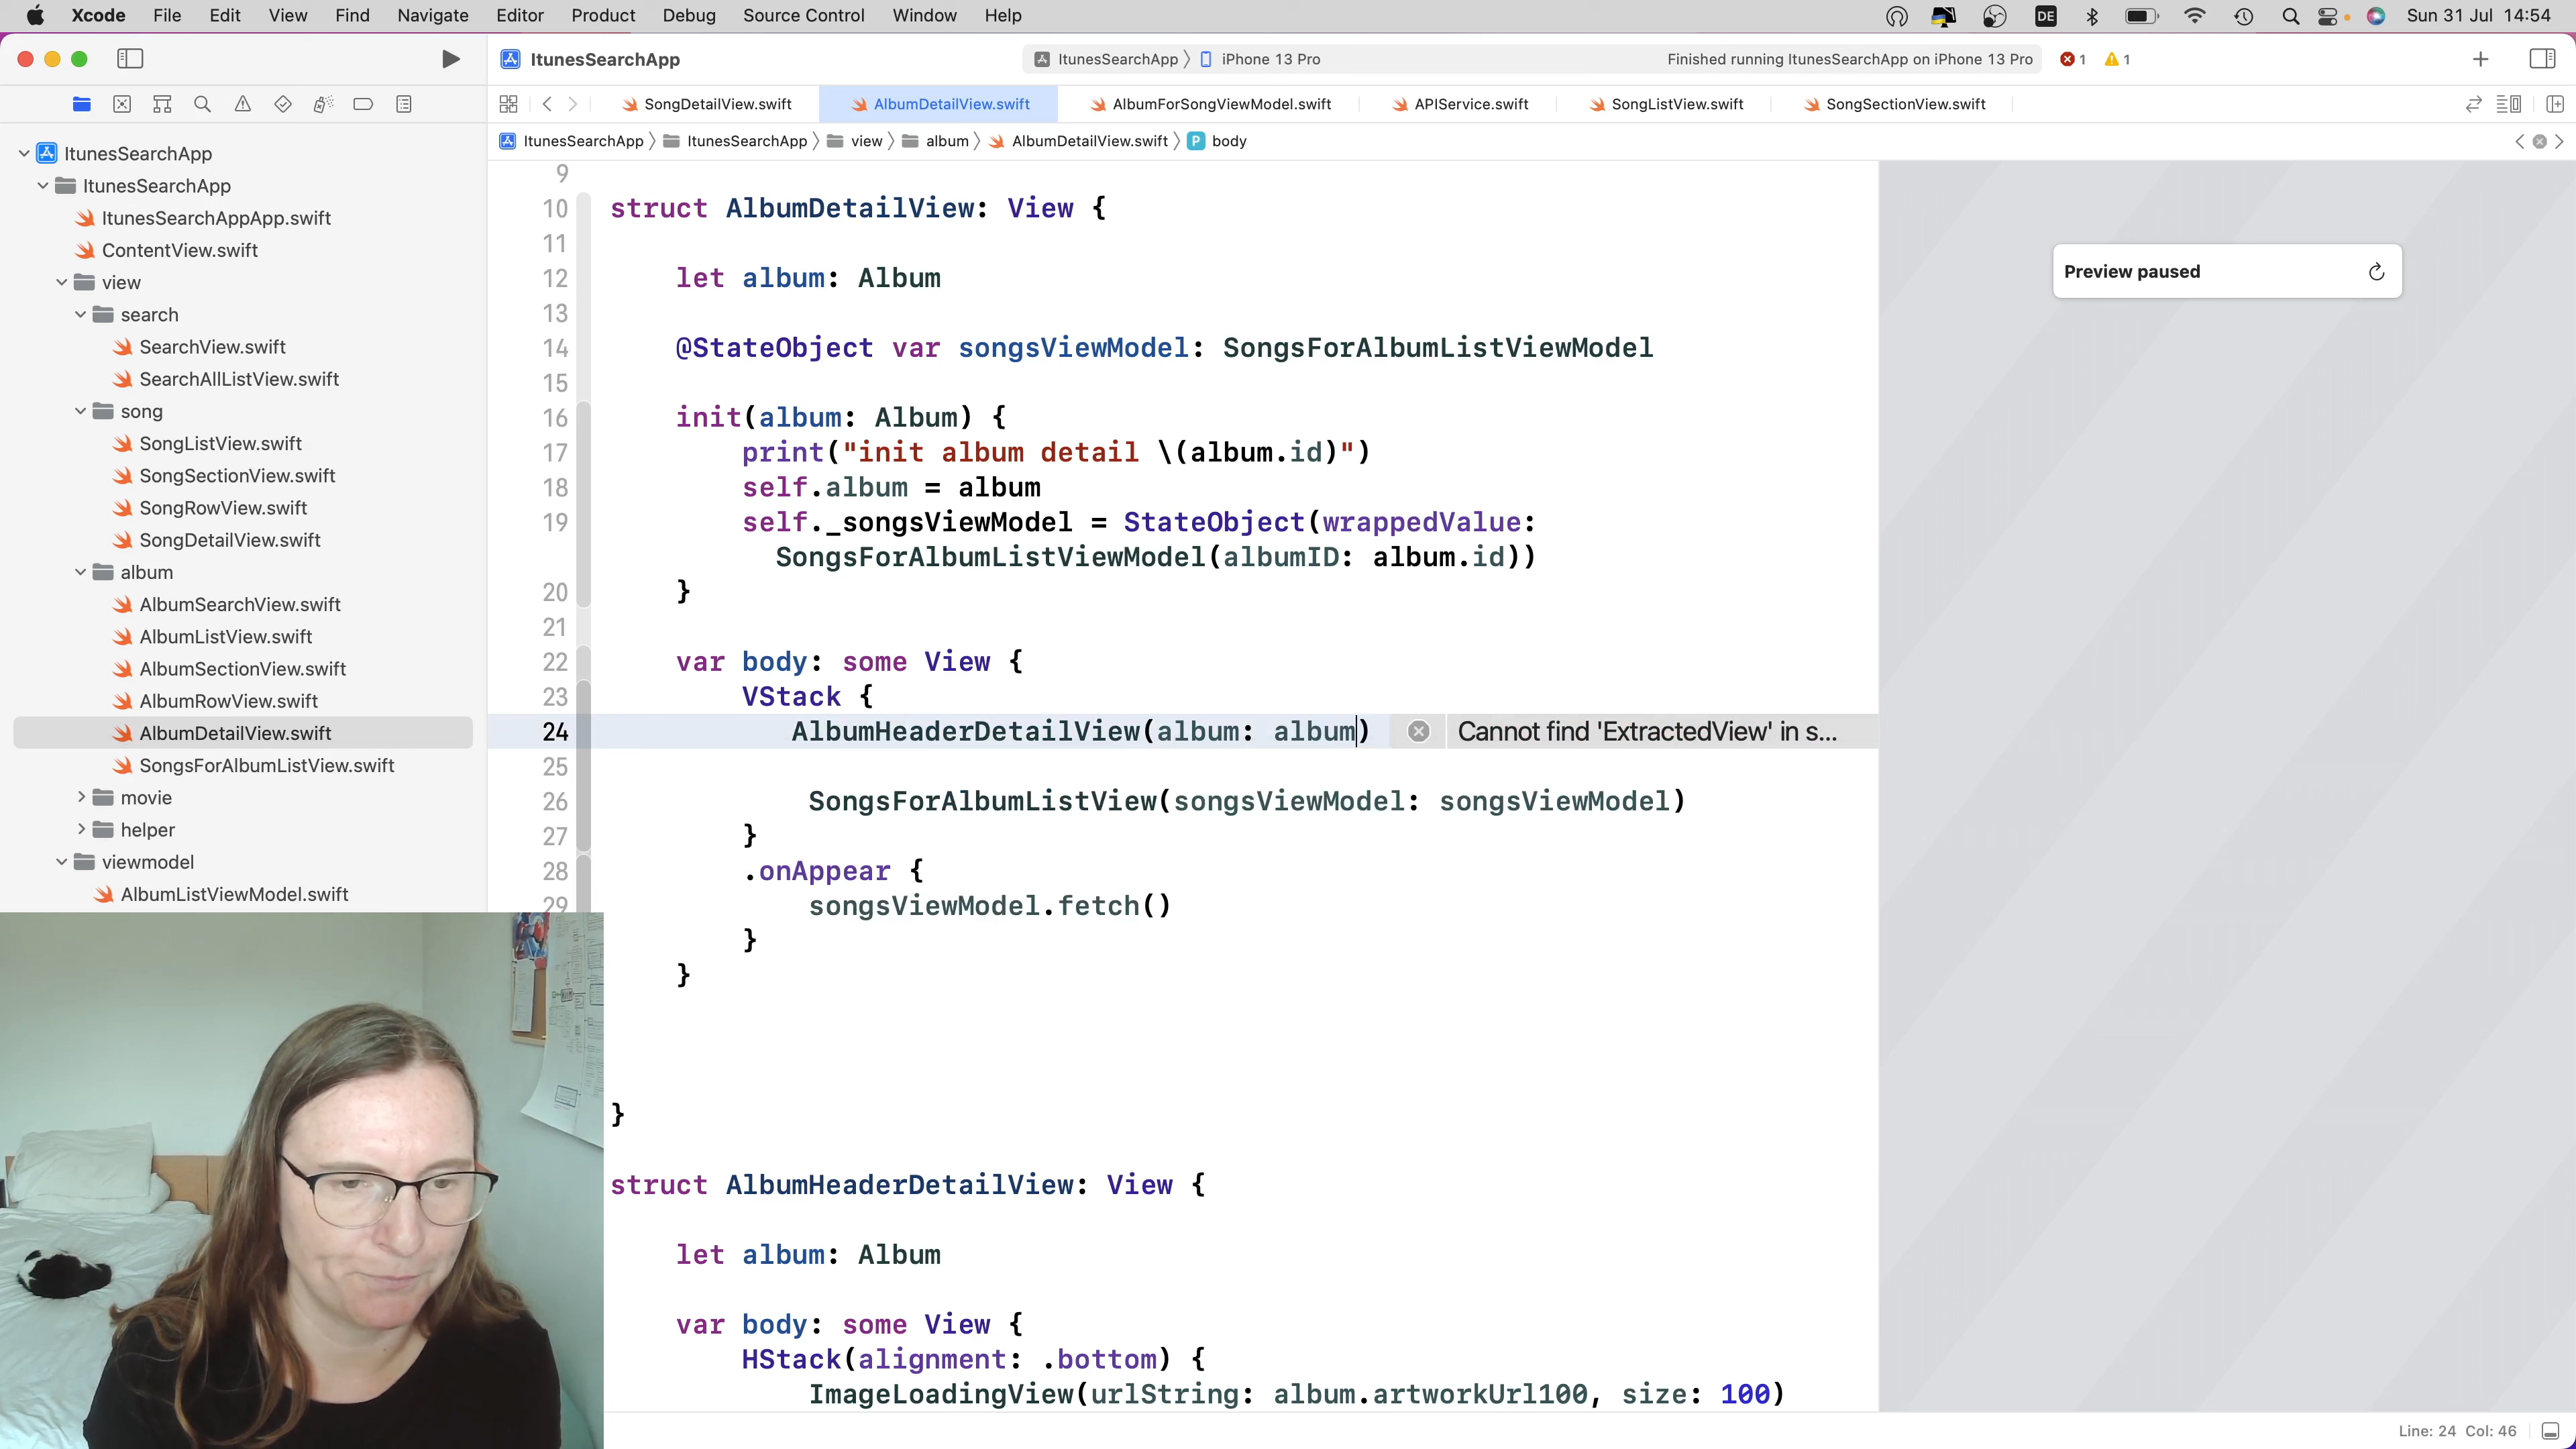 Xcode File Edit View Find Navigate Editor Product Debug Source Control Window Help DE Sun 31 Jul 14:54
ItunesSearchApp ItunesSearchApp 〉 iPhone 13 Pro Finished running ItunesSearchApp on iPhone 13 Pro 1 1
SongDetailView.swift AlbumDetailView.swift AlbumForSongViewModel.swift APIService.swift SongListView.swift SongSectionView.swift
ItunesSearchApp 〉 ItunesSearchApp 〉 view 〉 album 〉 AlbumDetailView.swift 〉 P body
ItunesSearchApp
ItunesSearchApp
ItunesSearchAppApp.swift
ContentView.swift
view
search
SearchView.swift
SearchAllListView.swift
song
SongListView.swift
SongSectionView.swift
SongRowView.swift
SongDetailView.swift
album
AlbumSearchView.swift
AlbumListView.swift
AlbumSectionView.swift
AlbumRowView.swift
AlbumDetailView.swift
SongsForAlbumListView.swift
movie
helper
viewmodel
AlbumListViewModel.swift
9
10 struct AlbumDetailView: View {
11
12 let album: Album
13
14 @StateObject var songsViewModel: SongsForAlbumListViewModel
15
16 init(album: Album) {
17 print("init album detail \(album.id)")
18 self.album = album
19 self._songsViewModel = StateObject(wrappedValue:
SongsForAlbumListViewModel(albumID: album.id))
20 }
21
22 var body: some View {
23 VStack {
24 AlbumHeaderDetailView(album: album) Cannot find 'ExtractedView' in s...
25
26 SongsForAlbumListView(songsViewModel: songsViewModel)
27 }
28 .onAppear {
29 songsViewModel.fetch()
}
}
}
struct AlbumHeaderDetailView: View {
let album: Album
var body: some View {
HStack(alignment: .bottom) {
ImageLoadingView(urlString: album.artworkUrl100, size: 100)
Preview paused
Line: 24 Col: 46